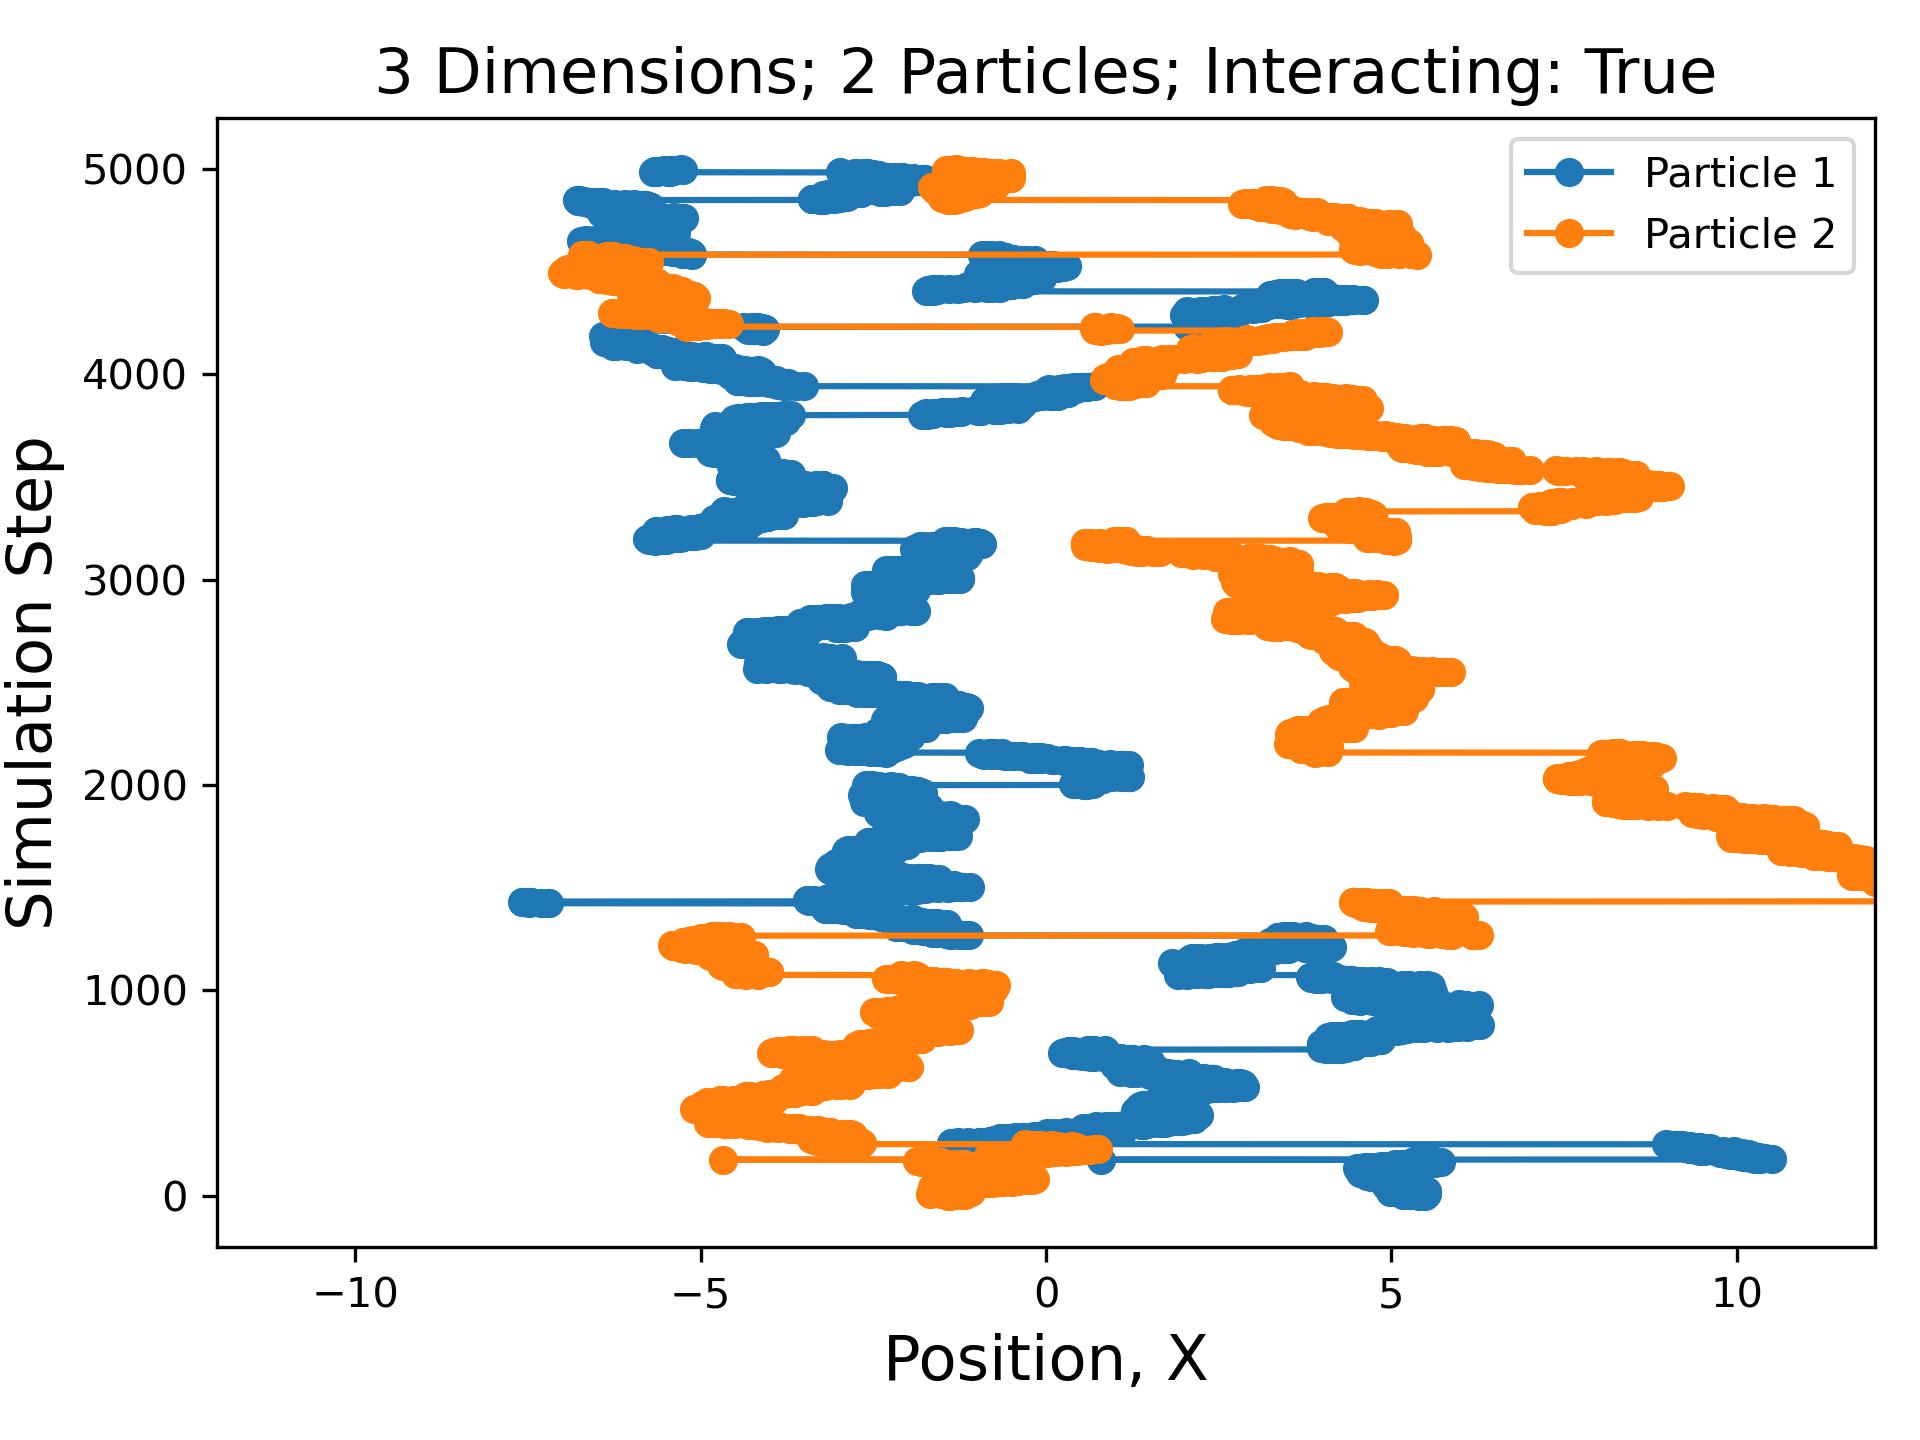 3 Dimensions; 2 Particles; Interacting: True
Particle 1
Particle 2
Simulation Step
5000
4000
3000
2000
1000
0
−10 −5 0 5 10
Position, X